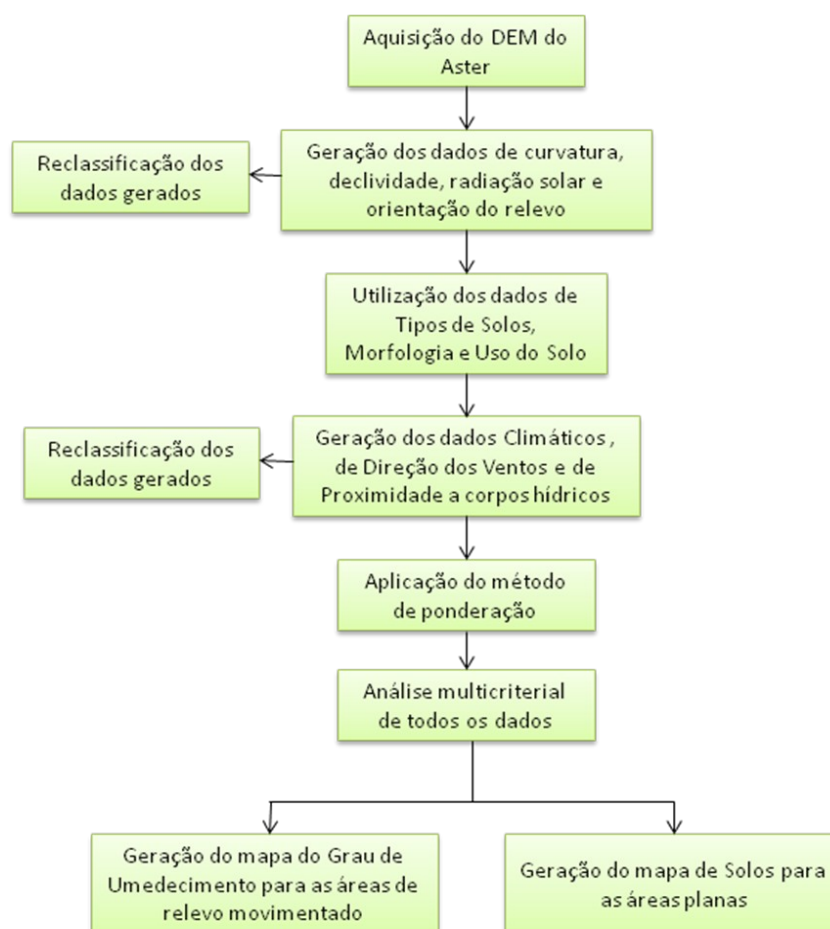 Aquisição do DEM do
Aster
Geração dos dados de curvatura,
declividade, radiação solar e
orientação do relevo
Reclassificação dos
dados gerados
Utilização dos dados de
Tipos de Solos,
Morfologia e Uso do Solo
Geração dos dados Climáticos ,
de Direção dos Ventos e de
Proximidade a corpos hídricos
Reclassificação dos
dados gerados
Aplicação do método
de ponderação
Análise multicriterial
de todos os dados
Geração do mapa do Grau de
Umedecimento para as áreas de
relevo movimentado
Geração do mapa de Solos para
as áreas planas